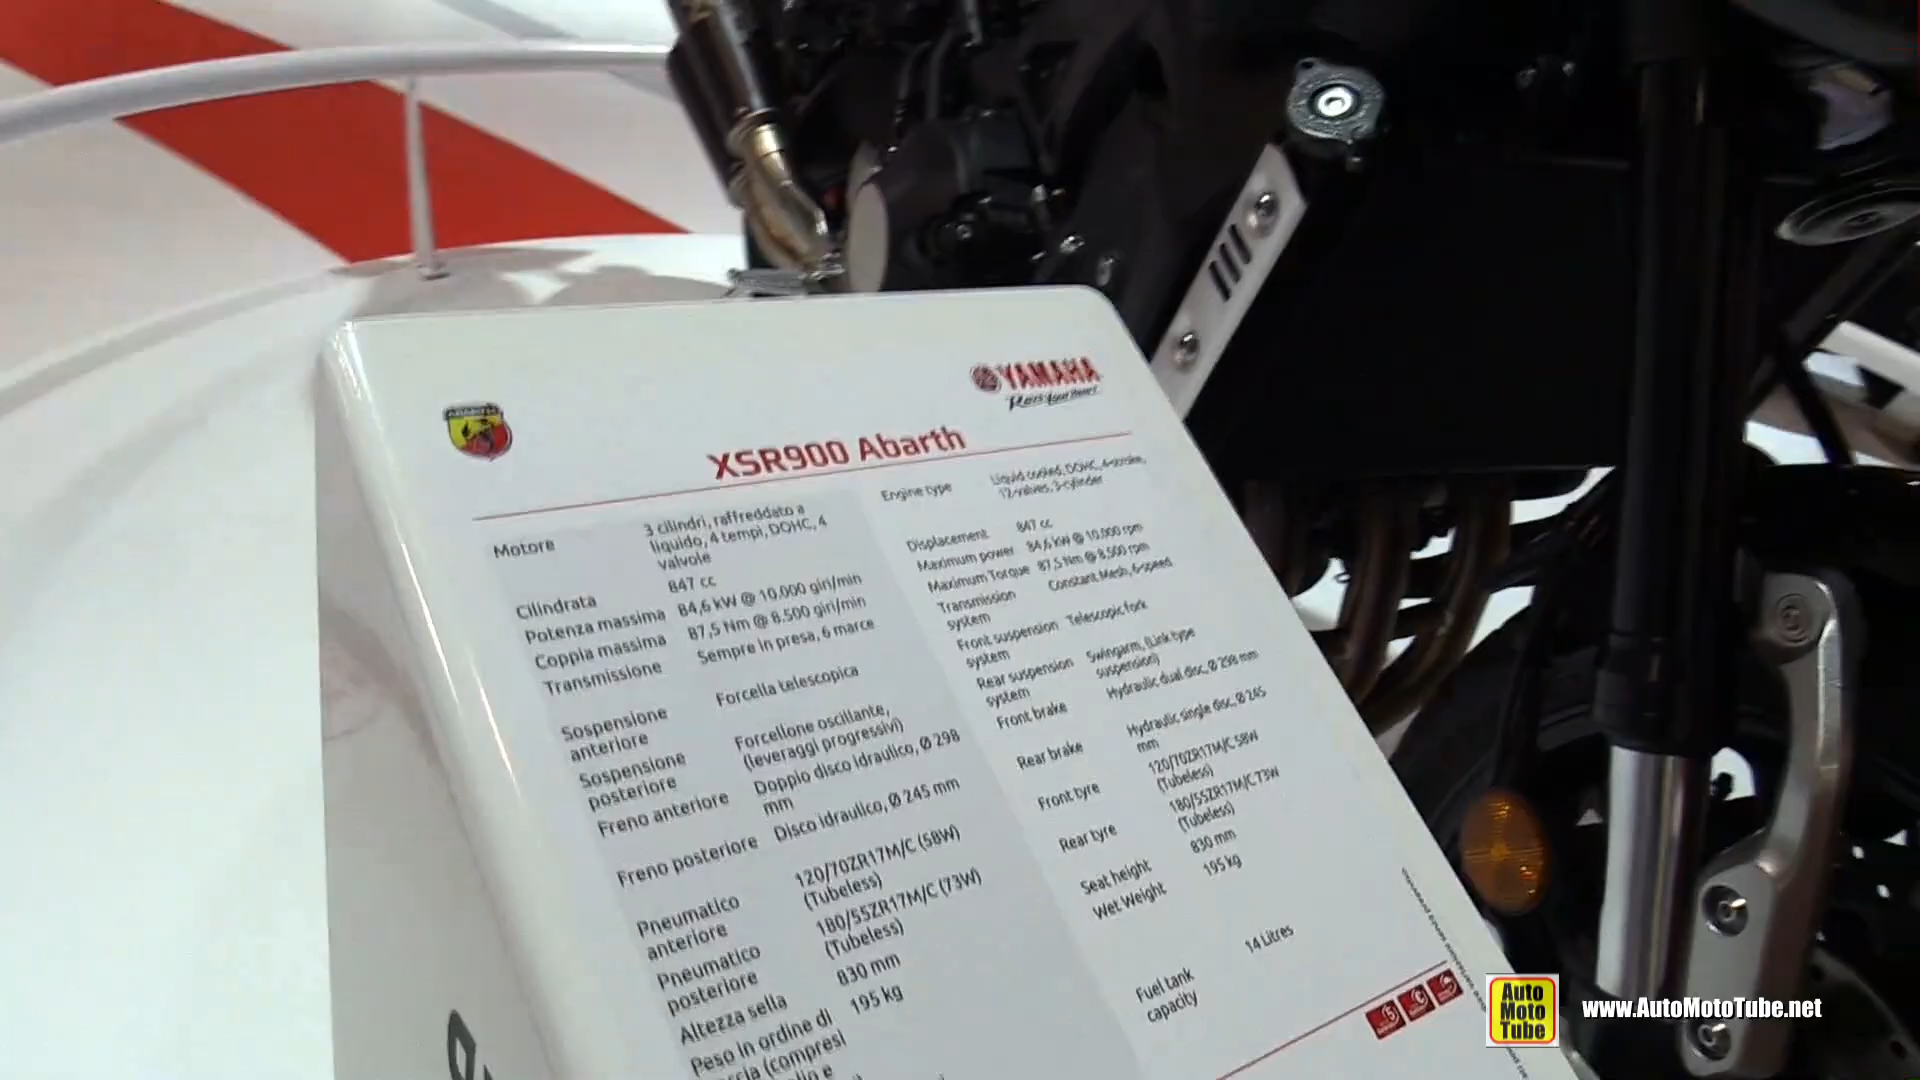 ABARTH
YAMAHA
Revs Your Heart
XSR900 Abarth
Motore
3 cilindri, raffreddato a
liquido, 4 tempi, DOHC, 4
valvole
Cilindrata 847 cc
Potenza massima 84,6 kW @ 10.000 giri/min
Coppia massima 87,5 Nm @ 8.500 giri/min
Transmissione Sempre in presa, 6 marce
Sospensione
anteriore
Forcella telescopica
Sospensione
posteriore
Forcellone oscillante,
(leveraggi progressivi)
Freno anteriore
Doppio disco idraulico, Ø 298
mm
Freno posteriore Disco idraulico, Ø 245 mm
Pneumatico
anteriore
120/70ZR17M/C (58W)
(Tubeless)
Pneumatico
posteriore
180/55ZR17M/C (73W)
(Tubeless)
Altezza sella 830 mm
Peso in ordine di
(compresi
195 kg
Engine type
Liquid cooled, DOHC, 4-stroke,
12-valves, 3-cylinder
Displacement 847 cc
Maximum power 84,6 kW @ 10.000 rpm
Maximum Torque 87,5 Nm @ 8.500 rpm
Transmission
system
Constant Mesh, 6-speed
Front suspension
system
Telescopic fork
Rear suspension
system
Swingarm, (Link type
suspension)
Front brake Hydraulic dual disc, Ø 298 mm
Rear brake
Hydraulic single disc, Ø 245
mm
Front tyre
120/70ZR17M/C 58W
(Tubeless)
Rear tyre
180/55ZR17M/C 73W
(Tubeless)
Seat height 830 mm
Wet Weight 195 kg
Fuel tank
capacity
14 Litres
Auto
Moto
Tube
www.AutoMotoTube.net